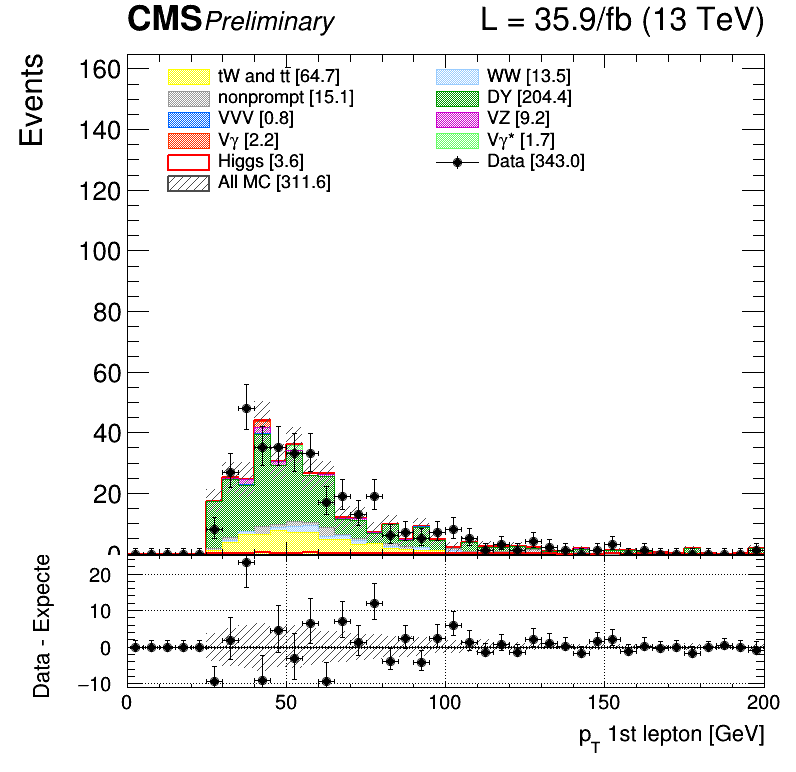 CMS Preliminary L = 35.9/fb (13 TeV)
Events
160
140
120
100
80
60
40
20
0
tW and tt̄ [64.7] WW [13.5]
nonprompt [15.1] DY [204.4]
VVV [0.8] VZ [9.2]
Vγ [2.2] Vγ* [1.7]
Higgs [3.6] Data [343.0]
All MC [311.6]
Data - Expecte
20
10
0
−10
0 50 100 150 200
p_T 1st lepton [GeV]